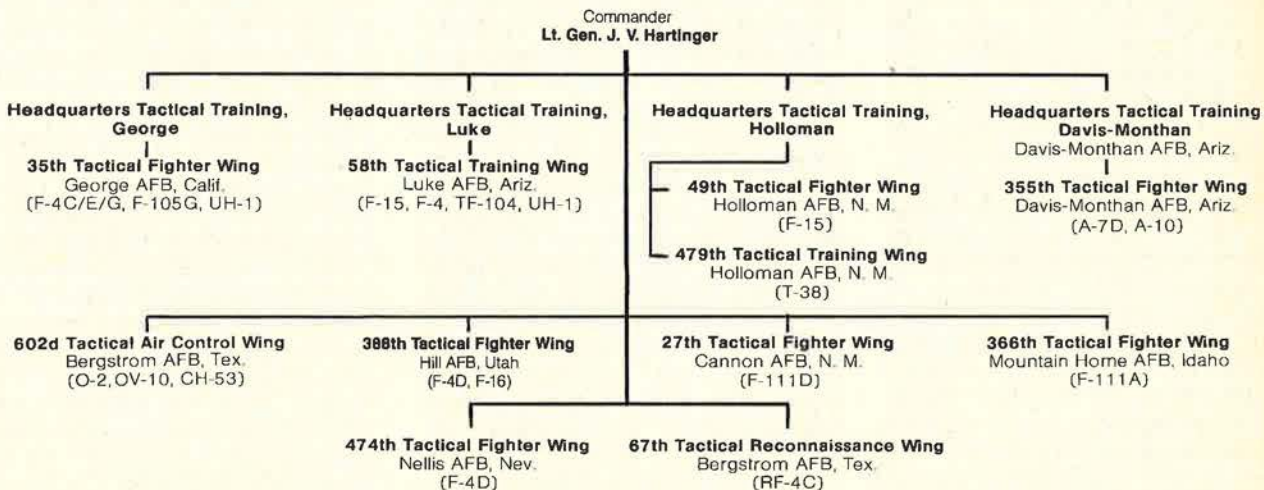 Commander
Lt. Gen. J. V. Hartinger
Headquarters Tactical Training,
George
35th Tactical Fighter Wing
George AFB, Calif.
(F-4C/E/G, F-105G, UH-1)
Headquarters Tactical Training,
Luke
58th Tactical Training Wing
Luke AFB, Ariz.
(F-15, F-4, TF-104, UH-1)
Headquarters Tactical Training,
Holloman
49th Tactical Fighter Wing
Holloman AFB, N. M.
(F-15)
479th Tactical Training Wing
Holloman AFB, N. M.
(T-38)
Headquarters Tactical Training
Davis-Monthan
Davis-Monthan AFB, Ariz.
355th Tactical Fighter Wing
Davis-Monthan AFB, Ariz.
(A-7D, A-10)
602d Tactical Air Control Wing
Bergstrom AFB, Tex.
(O-2, OV-10, CH-53)
388th Tactical Fighter Wing
Hill AFB, Utah
(F-4D, F-16)
27th Tactical Fighter Wing
Cannon AFB, N. M.
(F-111D)
366th Tactical Fighter Wing
Mountain Home AFB, Idaho
(F-111A)
474th Tactical Fighter Wing
Nellis AFB, Nev.
(F-4D)
67th Tactical Reconnaissance Wing
Bergstrom AFB, Tex.
(RF-4C)